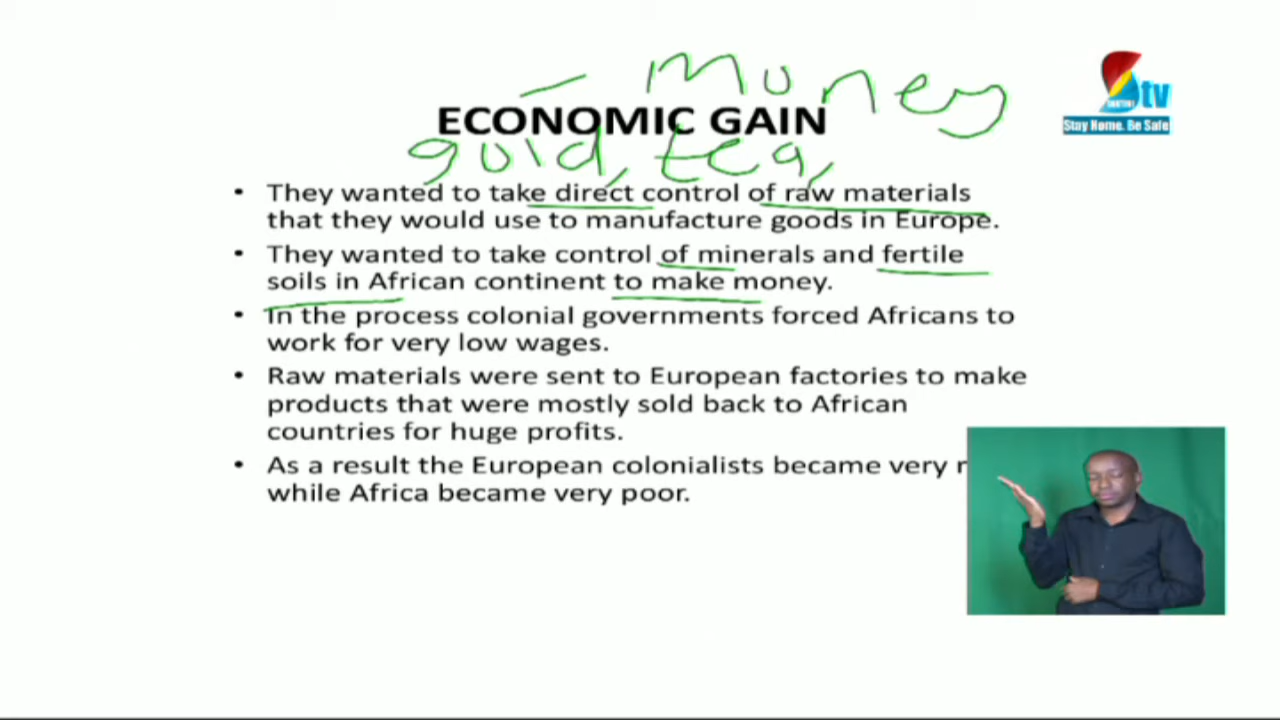 - Money
ECONOMIC GAIN
gold, tea,
• They wanted to take direct control of raw materials
that they would use to manufacture goods in Europe.
• They wanted to take control of minerals and fertile
soils in African continent to make money.
• In the process colonial governments forced Africans to
work for very low wages.
• Raw materials were sent to European factories to make
products that were mostly sold back to African
countries for huge profits.
• As a result the European colonialists became very
while Africa became very poor.
tv
Stay Home. Be Safe